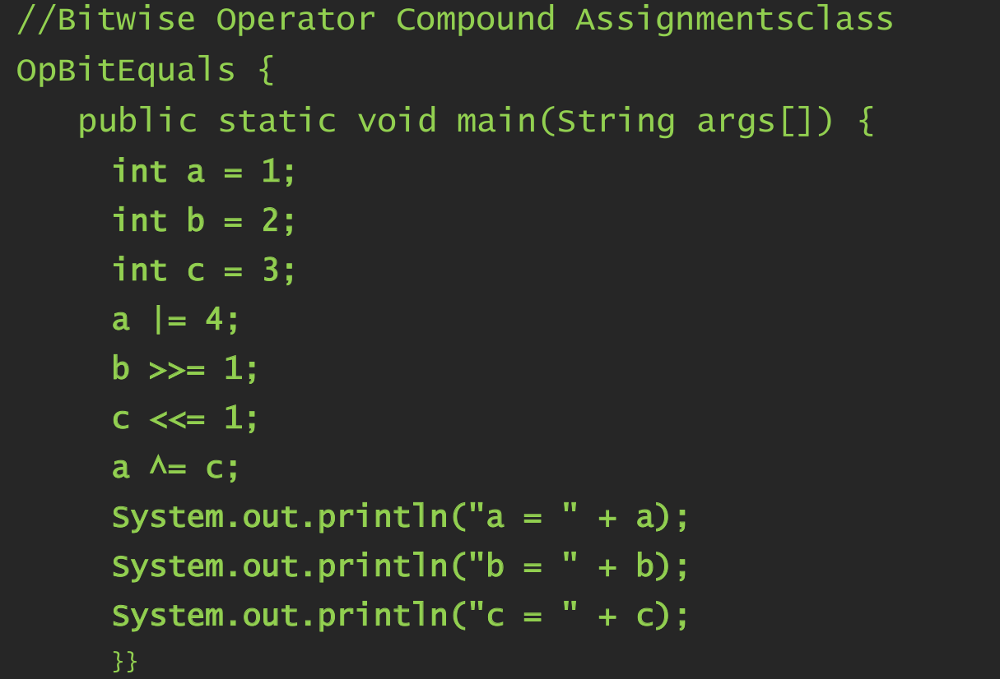 //Bitwise Operator Compound Assignmentsclass
OpBitEquals {
public static void main(String args[]) {
int a = 1;
int b = 2;
int c = 3;
a |= 4;
b >>= 1;
c <<= 1;
a ^= c;
System.out.println("a = " + a);
System.out.println("b = " + b);
System.out.println("c = " + c);
}}